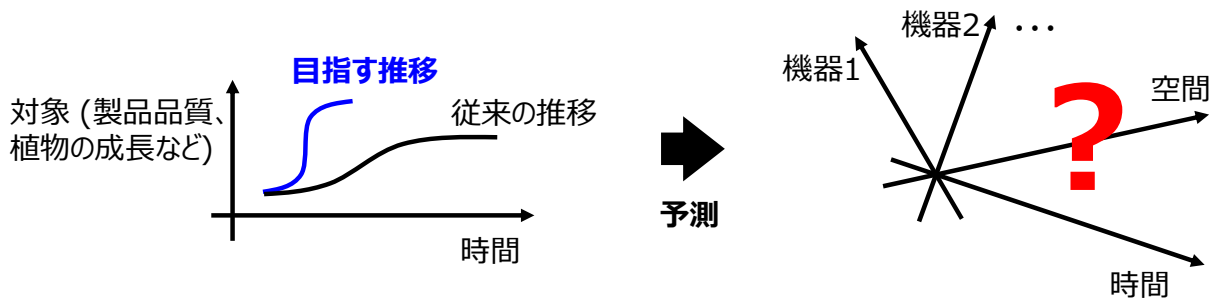 目指す推移
対象 (製品品質、
植物の成長など)
従来の推移
時間
予測
機器1
機器2 ・・・
空間
?
時間